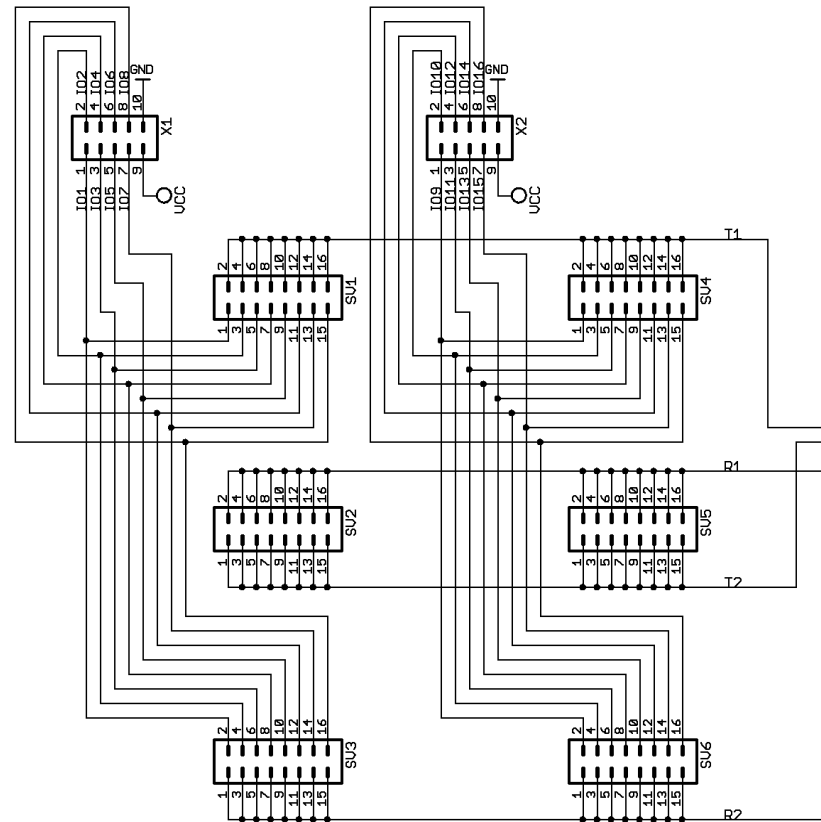 IO2 IO4 IO6 IO8 GND
2 4 6 8 10
X1
1 3 5 7 9
IO1 IO3 IO5 IO7
VCC
IO10 IO12 IO14 IO16 GND
2 4 6 8 10
X2
1 3 5 7 9
IO9 IO11 IO13 IO15
VCC
T1
2 4 6 8 10 12 14 16
SV1
1 3 5 7 9 11 13 15
2 4 6 8 10 12 14 16
SV4
1 3 5 7 9 11 13 15
R1
2 4 6 8 10 12 14 16
SV2
1 3 5 7 9 11 13 15
2 4 6 8 10 12 14 16
SV5
1 3 5 7 9 11 13 15
T2
2 4 6 8 10 12 14 16
SV3
1 3 5 7 9 11 13 15
2 4 6 8 10 12 14 16
SV6
1 3 5 7 9 11 13 15
R2